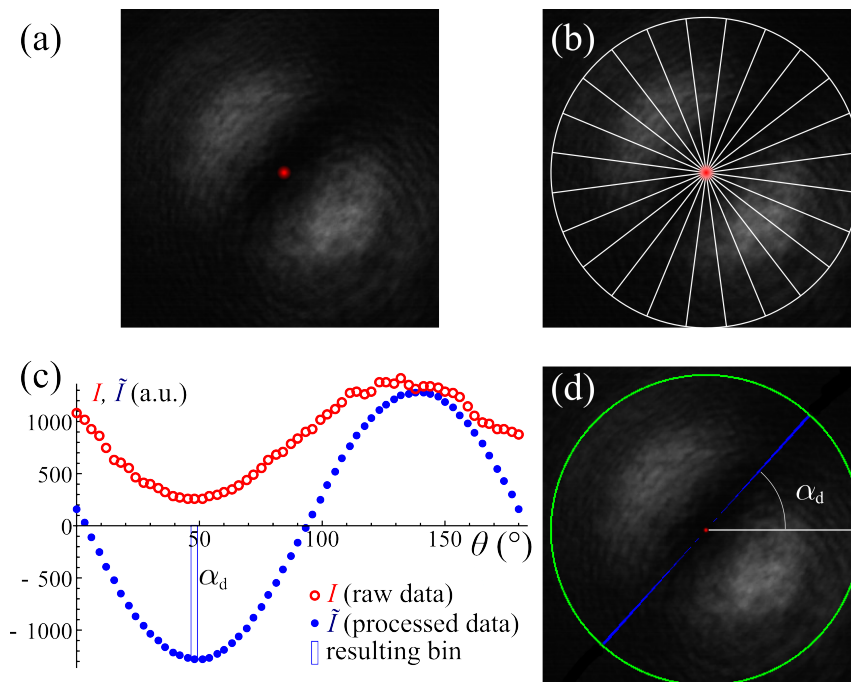 (a)
(b)
(c)
I, Ĩ (a.u.)
1000
500
0
- 500
- 1000
50
100
150
θ (°)
α_d
I (raw data)
Ĩ (processed data)
resulting bin
(d)
α_d